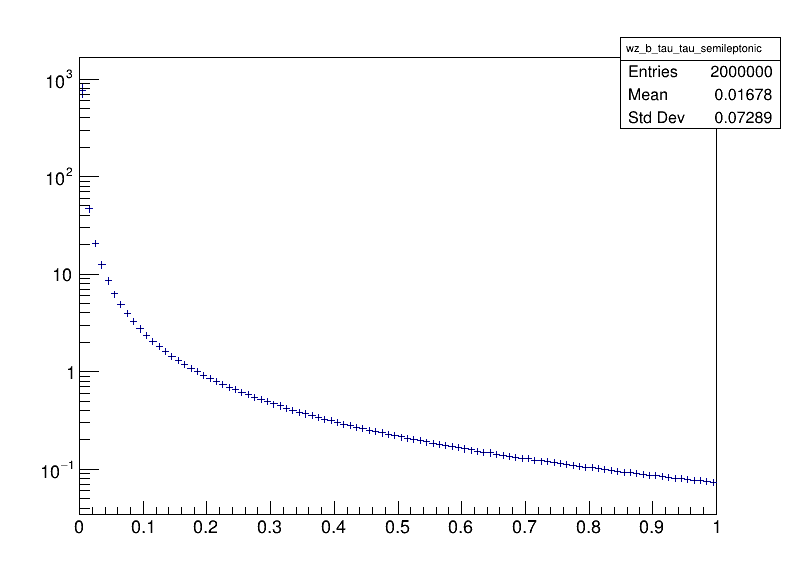 wz_b_tau_tau_semileptonic
Entries 2000000
Mean 0.01678
Std Dev 0.07289
10³
10²
10
1
10⁻¹
0 0.1 0.2 0.3 0.4 0.5 0.6 0.7 0.8 0.9 1